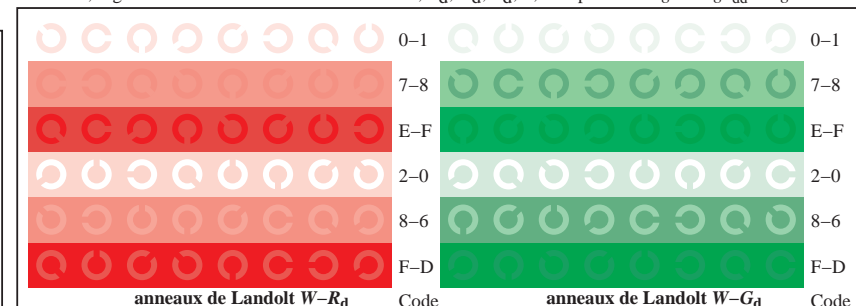 0–1 0–1
7–8 7–8
E–F E–F
2–0 2–0
8–6 8–6
F–D F–D
anneaux de Landolt W–Rd Code anneaux de Landolt W–Gd Code